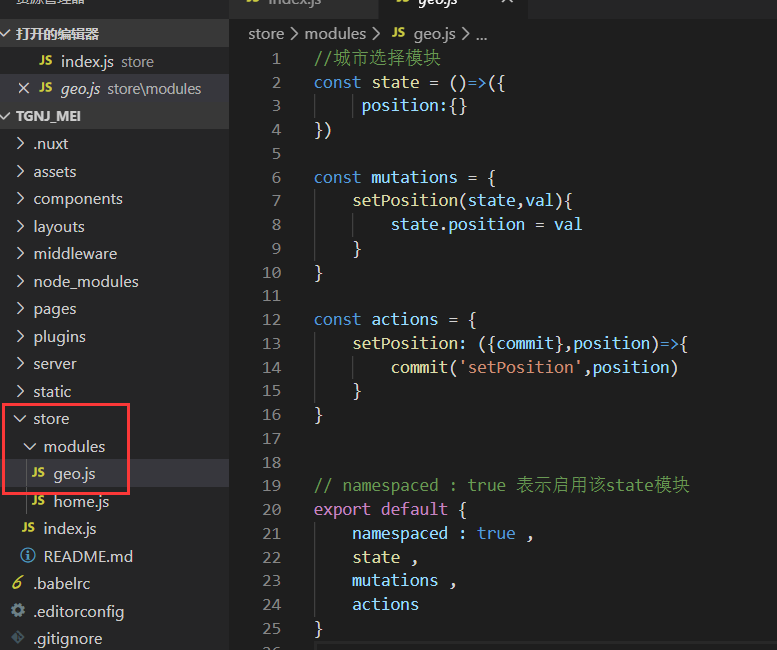 资源管理器
打开的编辑器
JS index.js store
JS geo.js store\modules
TGNJ_MEI
.nuxt
assets
components
layouts
middleware
node_modules
pages
plugins
server
static
store
modules
JS geo.js
JS home.js
JS index.js
README.md
.babelrc
.editorconfig
.gitignore
JS index.js
JS geo.js
store > modules > JS geo.js > ...
1 //城市选择模块
2 const state = ()=>({
3 position:{}
4 })
5
6 const mutations = {
7 setPosition(state,val){
8 state.position = val
9 }
10 }
11
12 const actions = {
13 setPosition: ({commit},position)=>{
14 commit('setPosition',position)
15 }
16 }
17
18
19 // namespaced : true 表示启用该state模块
20 export default {
21 namespaced : true ,
22 state ,
23 mutations ,
24 actions
25 }
26